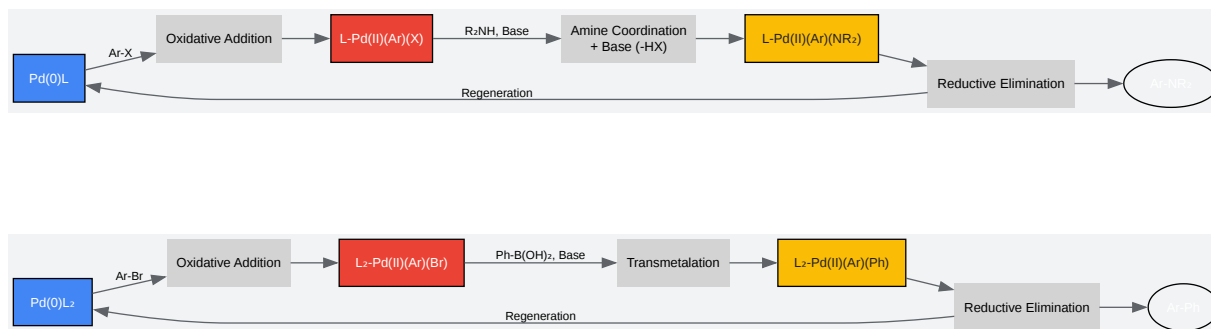 Oxidative Addition
L-Pd(II)(Ar)(X)
R₂NH, Base
Amine Coordination
+ Base (-HX)
L-Pd(II)(Ar)(NR₂)
Ar-X
Pd(0)L
Reductive Elimination
Ar-NR₂
Regeneration
Oxidative Addition
L₂-Pd(II)(Ar)(Br)
Ph-B(OH)₂, Base
Transmetalation
L₂-Pd(II)(Ar)(Ph)
Ar-Br
Pd(0)L₂
Reductive Elimination
Ar-Ph
Regeneration